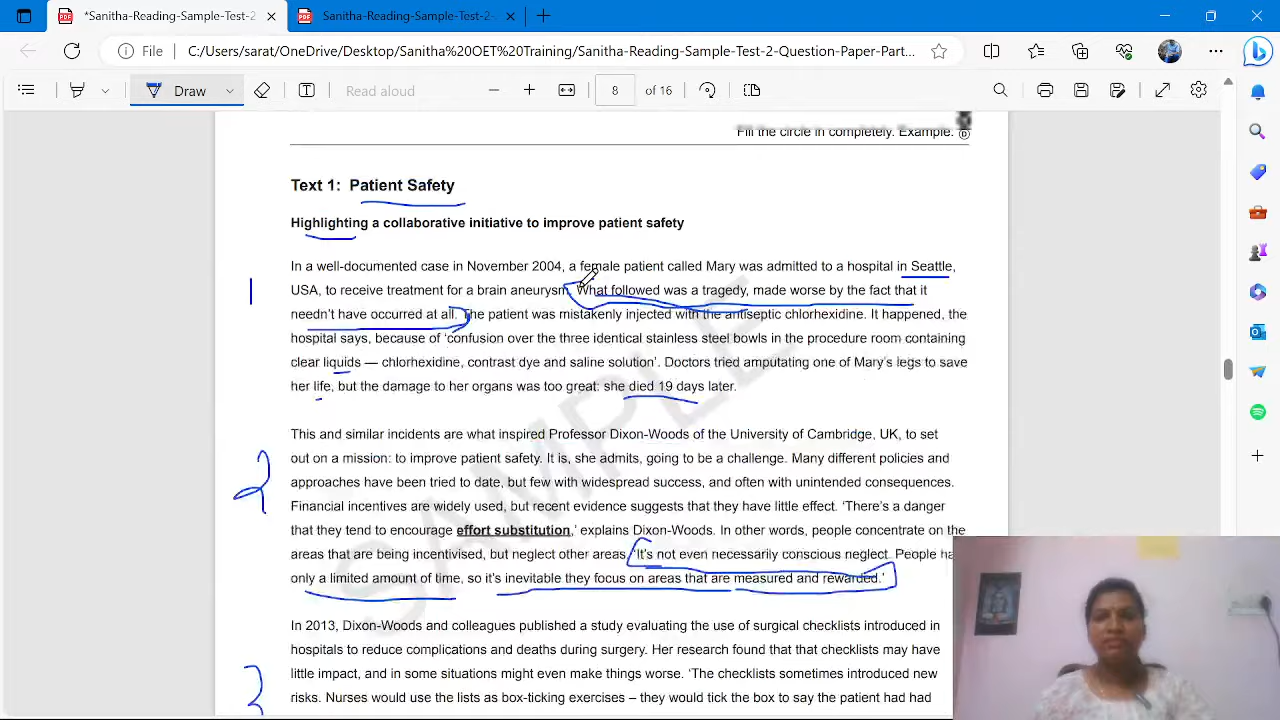 *Sanitha-Reading-Sample-Test-2
Sanitha-Reading-Sample-Test-2-
File
C:/Users/sarat/OneDrive/Desktop/Sanitha%20OET%20Training/Sanitha-Reading-Sample-Test-2-Question-Paper-Part...
Draw
Read aloud
8
of 16
Fill the circle in completely. Example:
Text 1: Patient Safety
Highlighting a collaborative initiative to improve patient safety
1
In a well-documented case in November 2004, a female patient called Mary was admitted to a hospital in Seattle,
USA, to receive treatment for a brain aneurysm. What followed was a tragedy, made worse by the fact that it
needn't have occurred at all. The patient was mistakenly injected with the antiseptic chlorhexidine. It happened, the
hospital says, because of 'confusion over the three identical stainless steel bowls in the procedure room containing
clear liquids — chlorhexidine, contrast dye and saline solution'. Doctors tried amputating one of Mary's legs to save
her life, but the damage to her organs was too great: she died 19 days later.
2
This and similar incidents are what inspired Professor Dixon-Woods of the University of Cambridge, UK, to set
out on a mission: to improve patient safety. It is, she admits, going to be a challenge. Many different policies and
approaches have been tried to date, but few with widespread success, and often with unintended consequences.
Financial incentives are widely used, but recent evidence suggests that they have little effect. 'There's a danger
that they tend to encourage effort substitution,' explains Dixon-Woods. In other words, people concentrate on the
areas that are being incentivised, but neglect other areas. 'It's not even necessarily conscious neglect. People ha
only a limited amount of time, so it's inevitable they focus on areas that are measured and rewarded.'
3
In 2013, Dixon-Woods and colleagues published a study evaluating the use of surgical checklists introduced in
hospitals to reduce complications and deaths during surgery. Her research found that that checklists may have
little impact, and in some situations might even make things worse. 'The checklists sometimes introduced new
risks. Nurses would use the lists as box-ticking exercises – they would tick the box to say the patient had had
SAMPLE